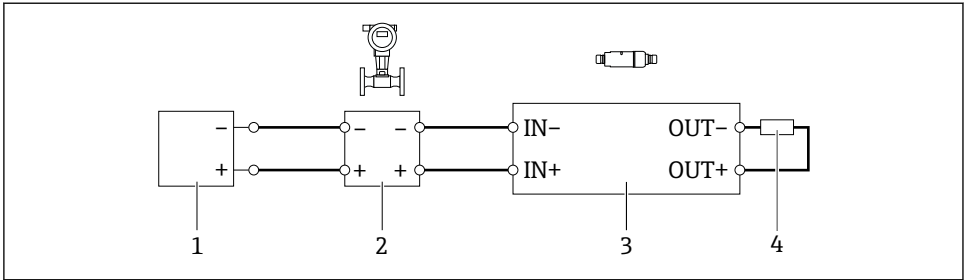 – – – IN– OUT–
+ + + IN+ OUT+
1 2 3 4